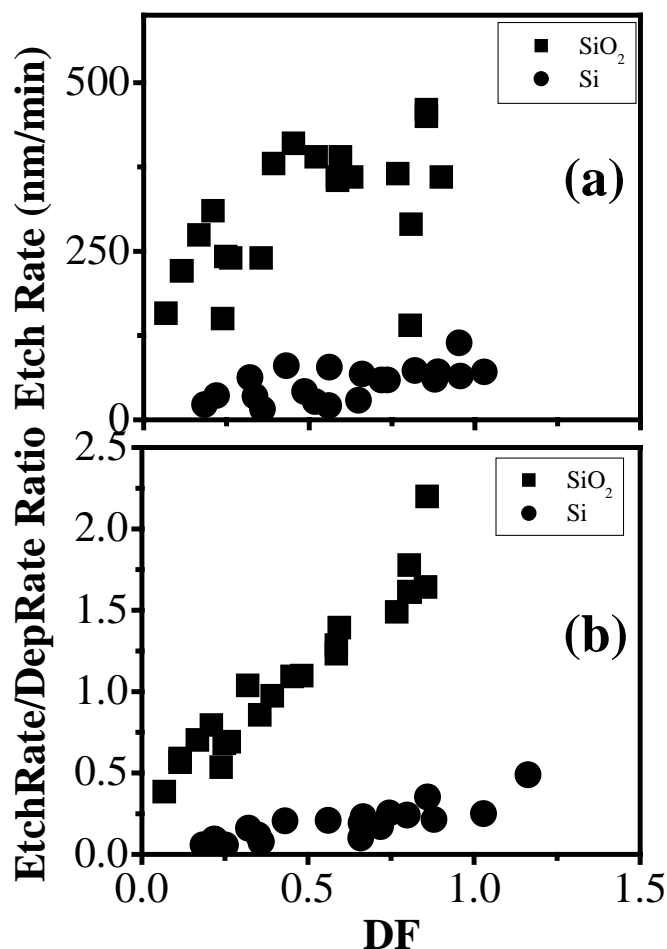 SiO₂
Si
500
250
0
Etch Rate (nm/min)
(a)
SiO₂
Si
2.5
2.0
1.5
1.0
0.5
0.0
EtchRate/DepRate Ratio
(b)
0.0 0.5 1.0 1.5
DF